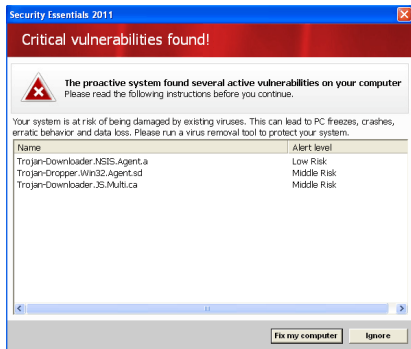 Security Essentials 2011
Critical vulnerabilities found!
The proactive system found several active vulnerabilities on your computer
Please read the following instructions before you continue.
Your system is at risk of being damaged by existing viruses. This can lead to PC freezes, crashes,
erratic behavior and data loss. Please run a virus removal tool to protect your system.
Name Alert level
Trojan-Downloader.NSIS.Agent.a Low Risk
Trojan-Dropper.Win32.Agent.sd Middle Risk
Trojan-Downloader.JS.Multi.ca Middle Risk
Fix my computer Ignore